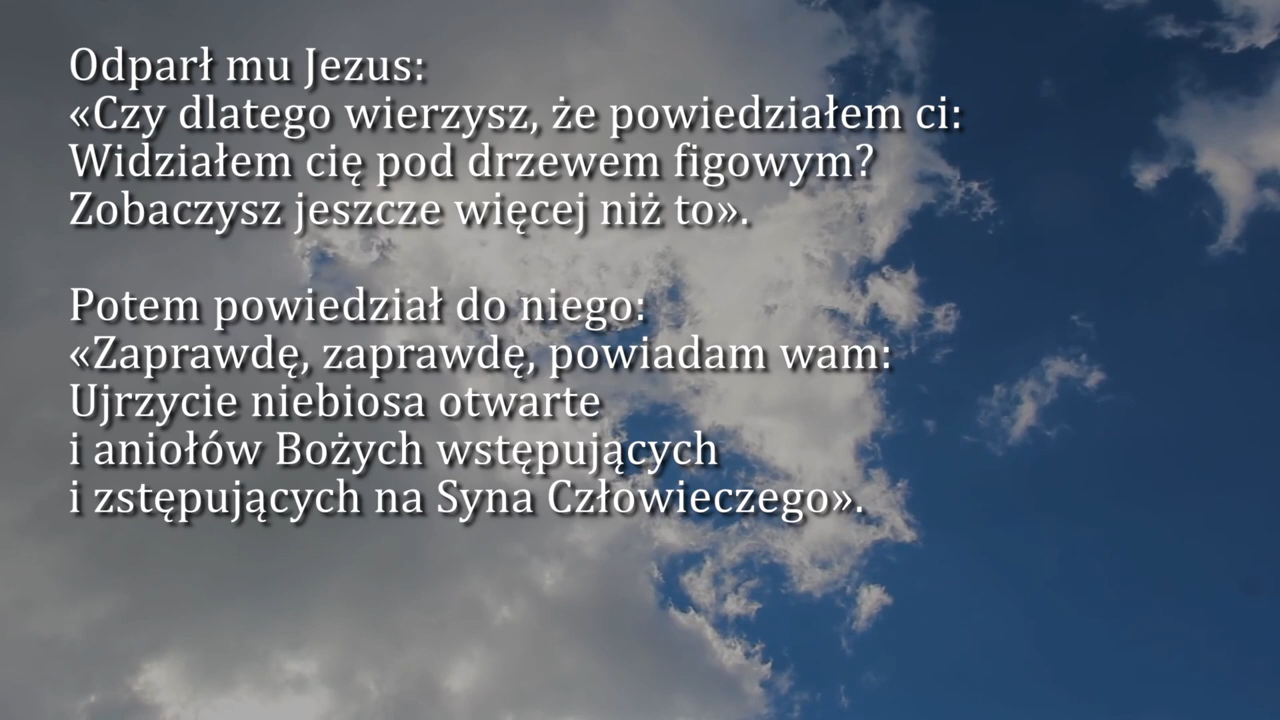 Odparł mu Jezus:
«Czy dlatego wierzysz, że powiedziałem ci:
Widziałem cię pod drzewem figowym?
Zobaczysz jeszcze więcej niż to».
Potem powiedział do niego:
«Zaprawdę, zaprawdę, powiadam wam:
Ujrzycie niebiosa otwarte
i aniołów Bożych wstępujących
i zstępujących na Syna Człowieczego».